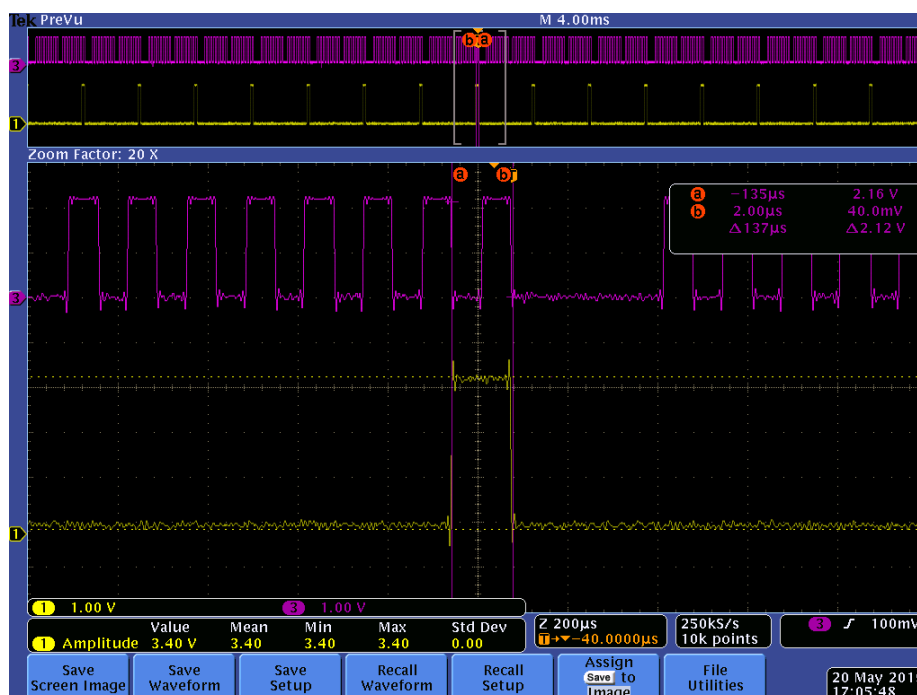 Tek PreVu M 4.00ms
b a
3
1
Zoom Factor: 20 X
a b T
a -135µs 2.16 V
b 2.00µs 40.0mV
Δ137µs Δ2.12 V
3
1
1 1.00 V 3 1.00 V
Value Mean Min Max Std Dev
1 Amplitude 3.40 V 3.40 3.40 3.40 0.00
Z 200µs
T→▼-40.0000µs
250kS/s
10k points
3 100mV
Save Screen Image
Save Waveform
Save Setup
Recall Waveform
Recall Setup
Assign Save to Image
File Utilities
20 May 201
17:05:48